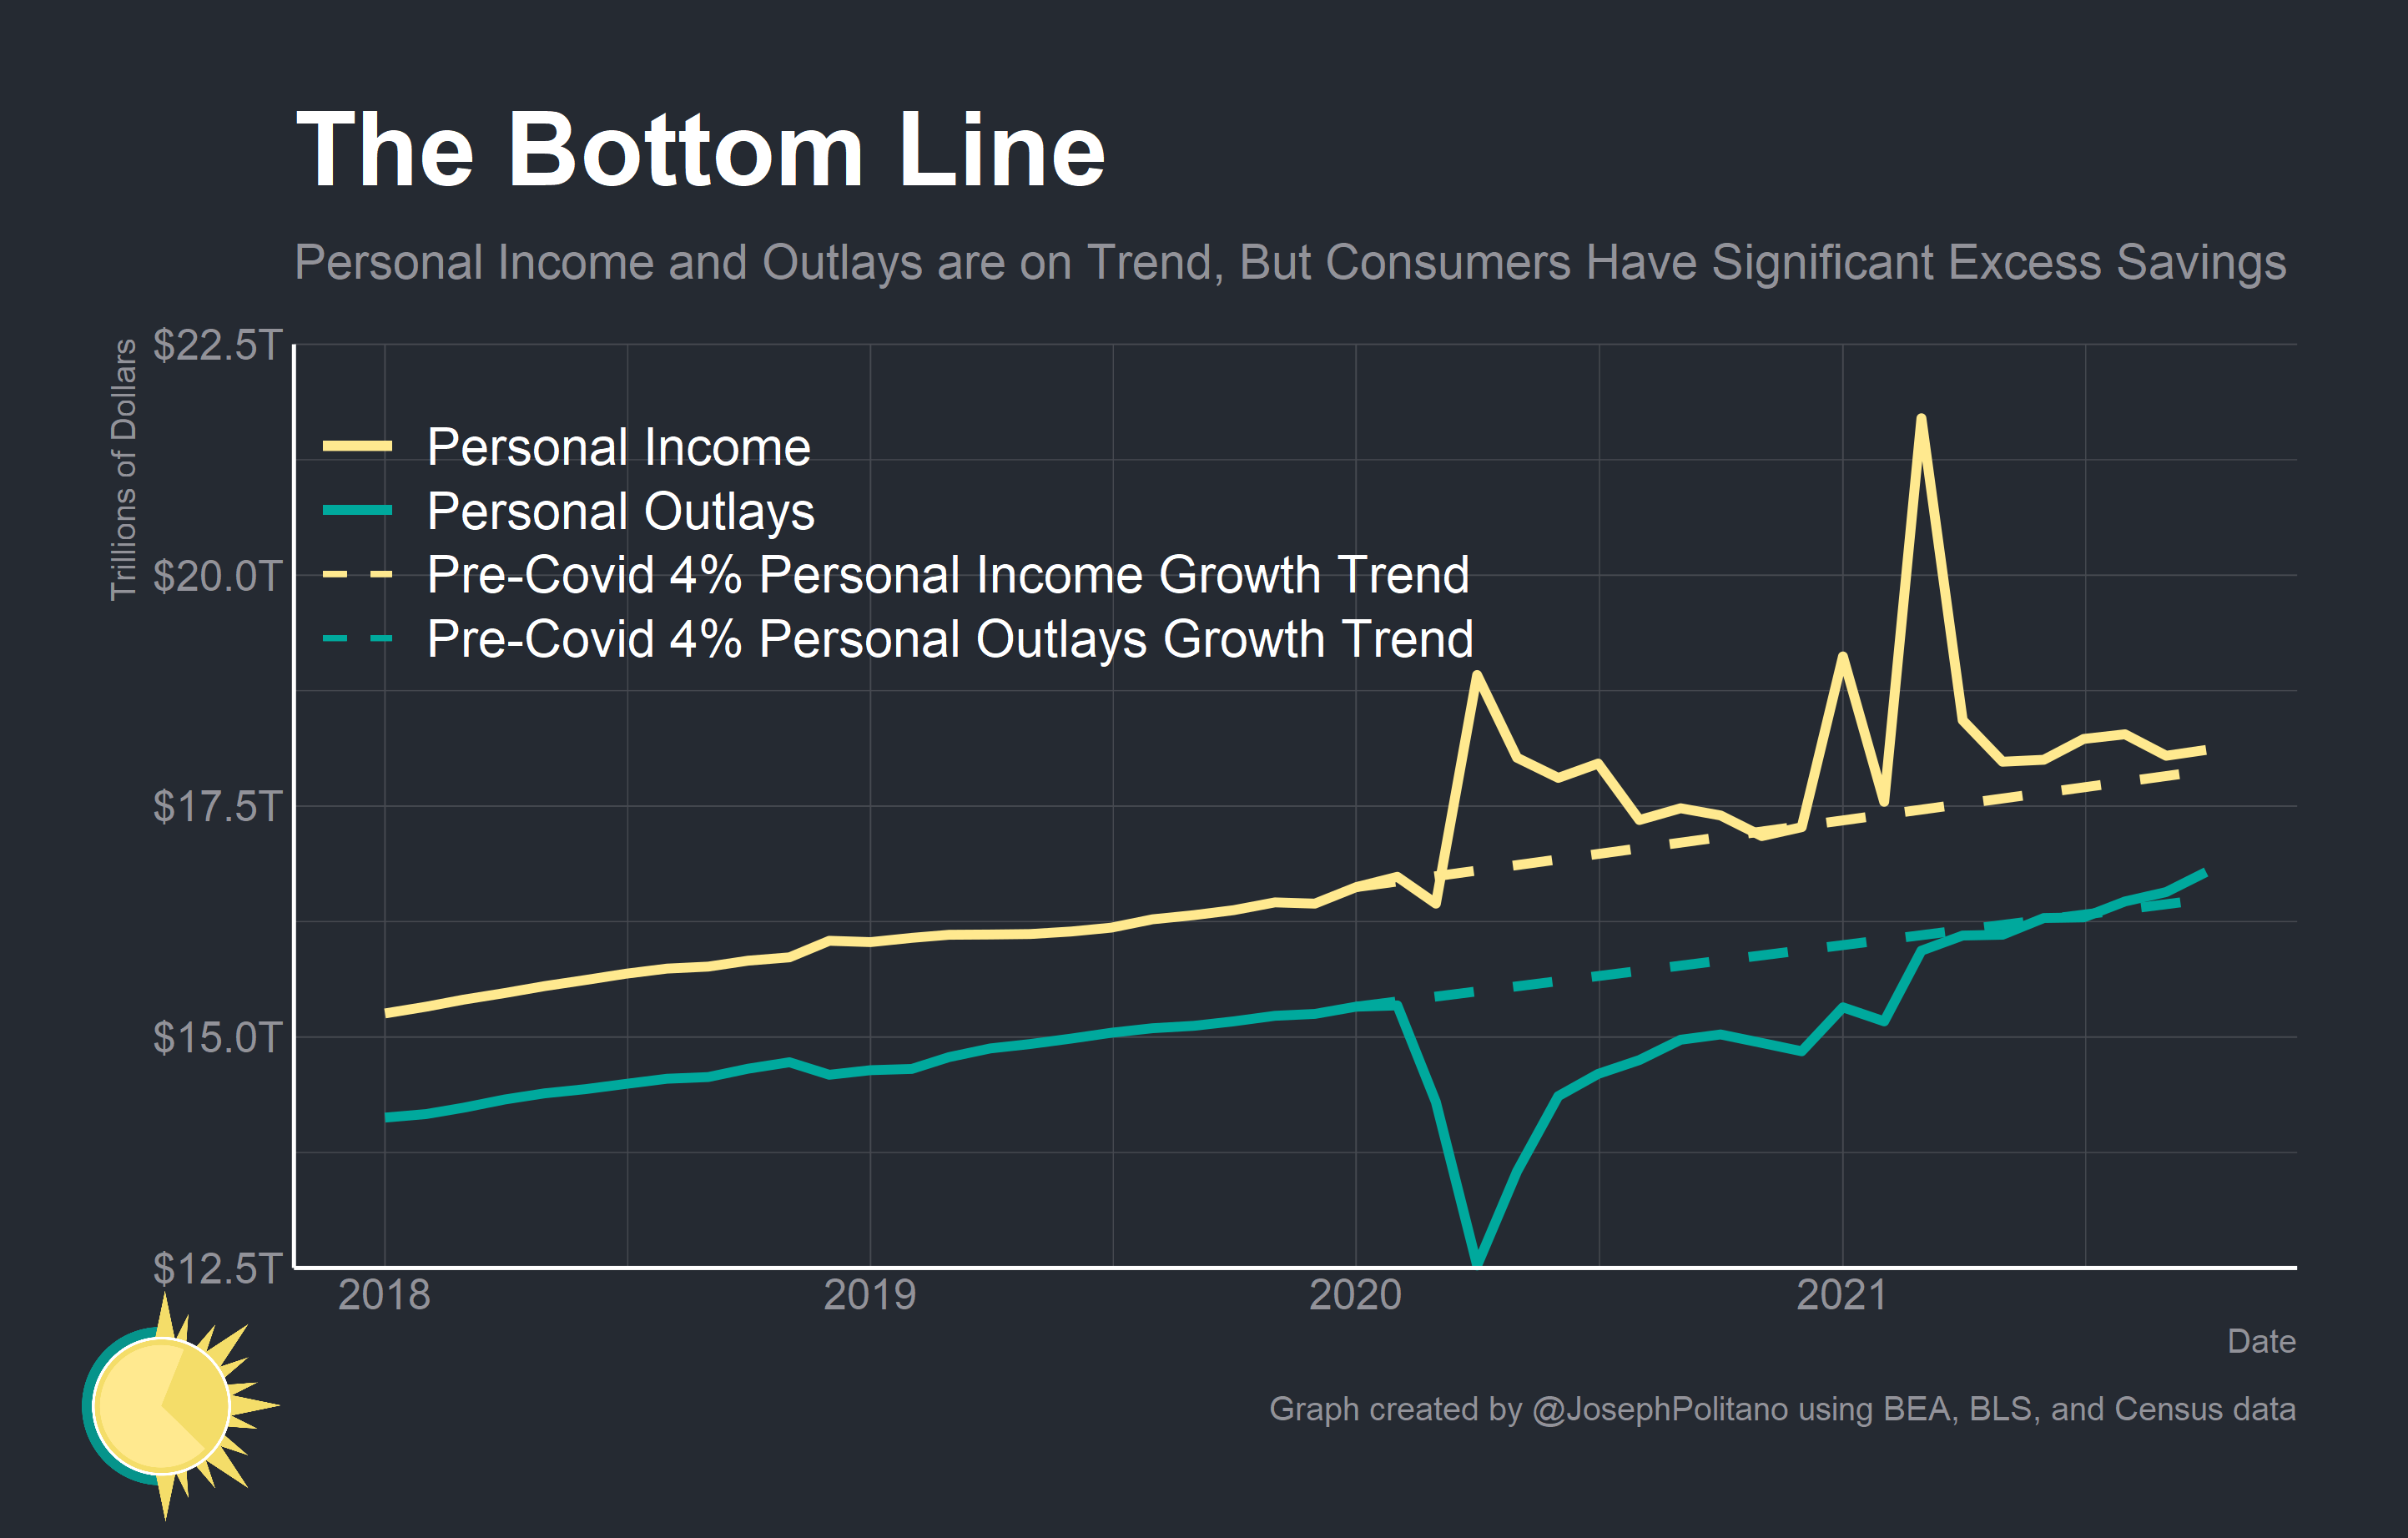 The Bottom Line
Personal Income and Outlays are on Trend, But Consumers Have Significant Excess Savings
Trillions of Dollars
$22.5T
$20.0T
$17.5T
$15.0T
$12.5T
Personal Income
Personal Outlays
Pre-Covid 4% Personal Income Growth Trend
Pre-Covid 4% Personal Outlays Growth Trend
2018 2019 2020 2021
Date
Graph created by @JosephPolitano using BEA, BLS, and Census data